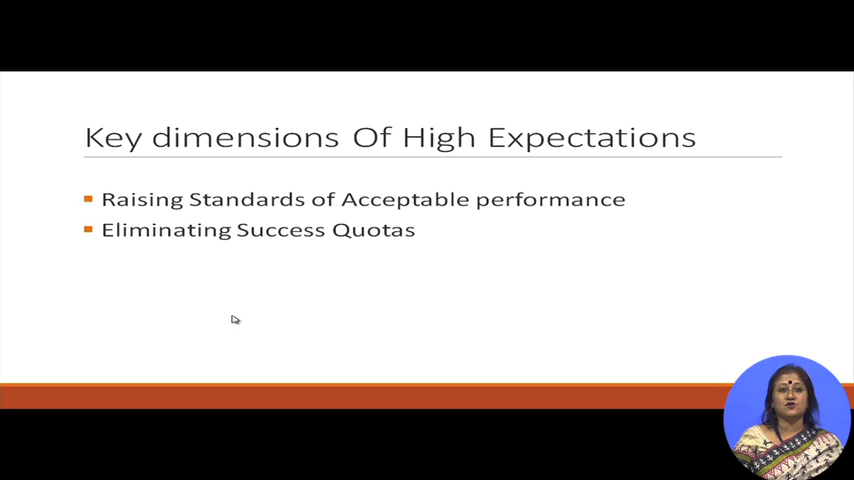 Key dimensions Of High Expectations
Raising Standards of Acceptable performance
Eliminating Success Quotas